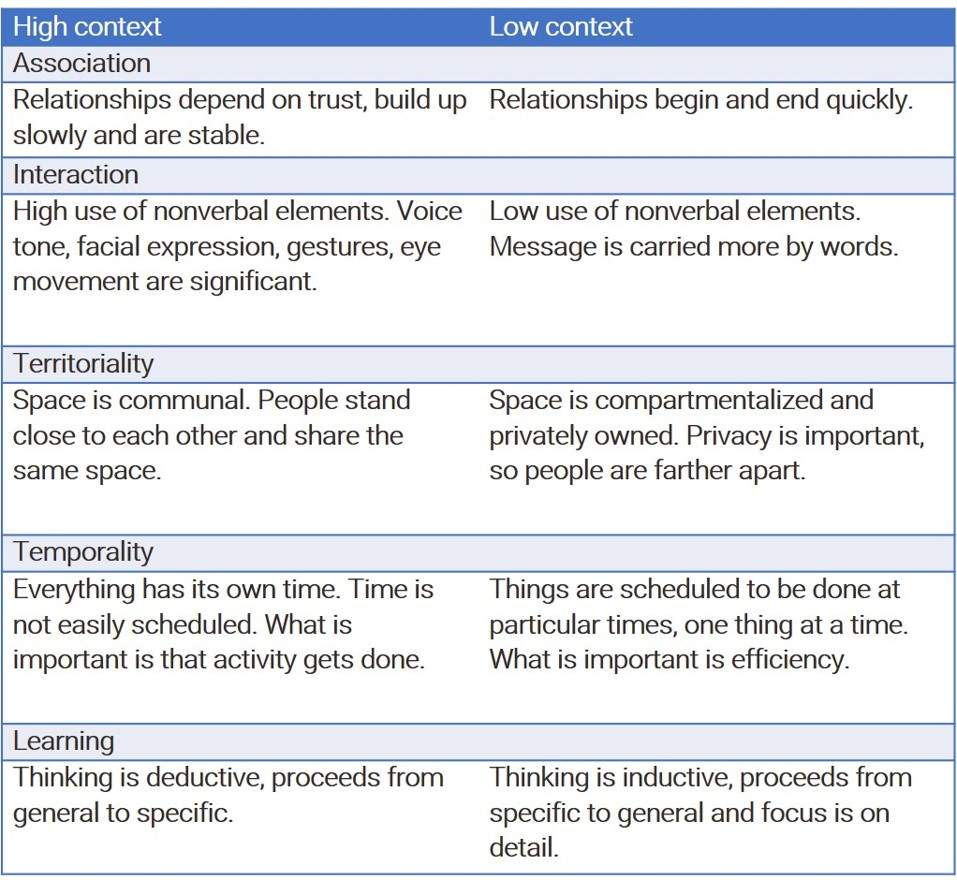 High context
Low context
Association
Relationships depend on trust, build up
slowly and are stable.
Relationships begin and end quickly.
Interaction
High use of nonverbal elements. Voice
tone, facial expression, gestures, eye
movement are significant.
Low use of nonverbal elements.
Message is carried more by words.
Territoriality
Space is communal. People stand
close to each other and share the
same space.
Space is compartmentalized and
privately owned. Privacy is important,
so people are farther apart.
Temporality
Everything has its own time. Time is
not easily scheduled. What is
important is that activity gets done.
Things are scheduled to be done at
particular times, one thing at a time.
What is important is efficiency.
Learning
Thinking is deductive, proceeds from
general to specific.
Thinking is inductive, proceeds from
specific to general and focus is on
detail.